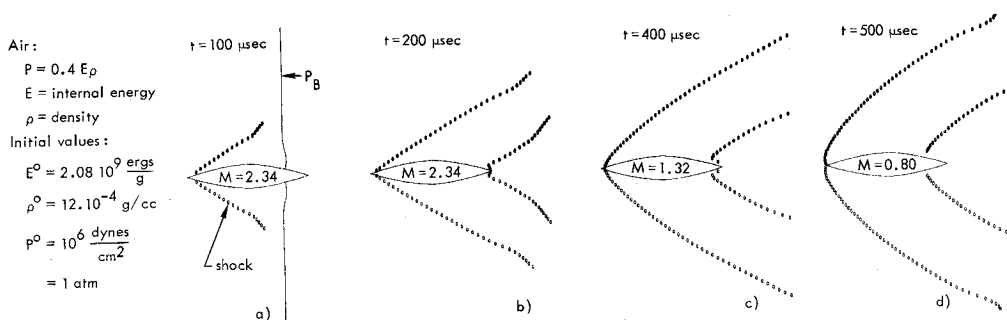 Air:
P = 0.4 Eρ
E = internal energy
ρ = density
Initial values:
E° = 2.08 10⁹ ergs/g
ρ° = 12.10⁻⁴ g/cc
P° = 10⁶ dynes/cm²
= 1 atm
t = 100 μsec
P_B
M = 2.34
shock
a)
t = 200 μsec
M = 2.34
b)
t = 400 μsec
M = 1.32
c)
t = 500 μsec
M = 0.80
d)